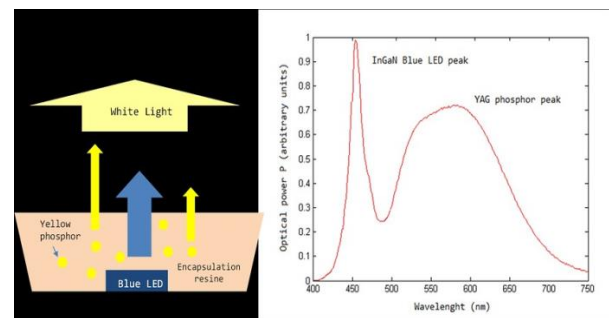 White Light
Yellow
phosphor
Encapsulation
resine
Blue LED
InGaN Blue LED peak
YAG phosphor peak
Optical power P (arbitrary units)
1
0.9
0.8
0.7
0.6
0.5
0.4
0.3
0.2
0.1
0
400 450 500 550 600 650 700 750
Wavelenght (nm)